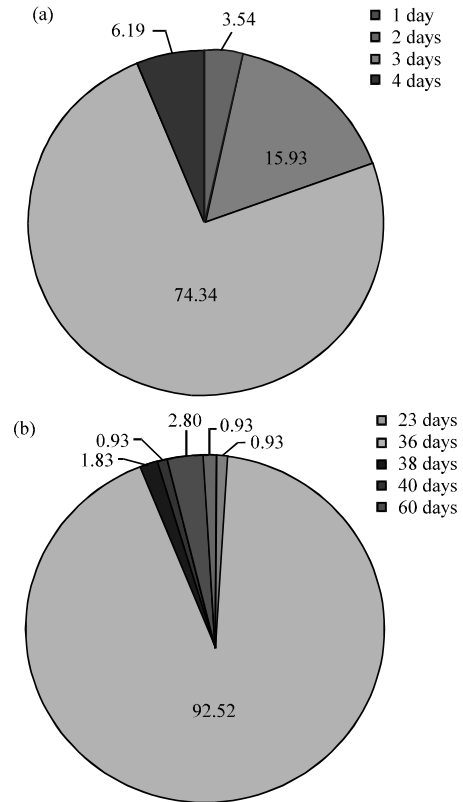 (a)
6.19
3.54
1 day
2 days
3 days
4 days
15.93
74.34
(b)
2.80
0.93
0.93
0.93
1.83
23 days
36 days
38 days
40 days
60 days
92.52